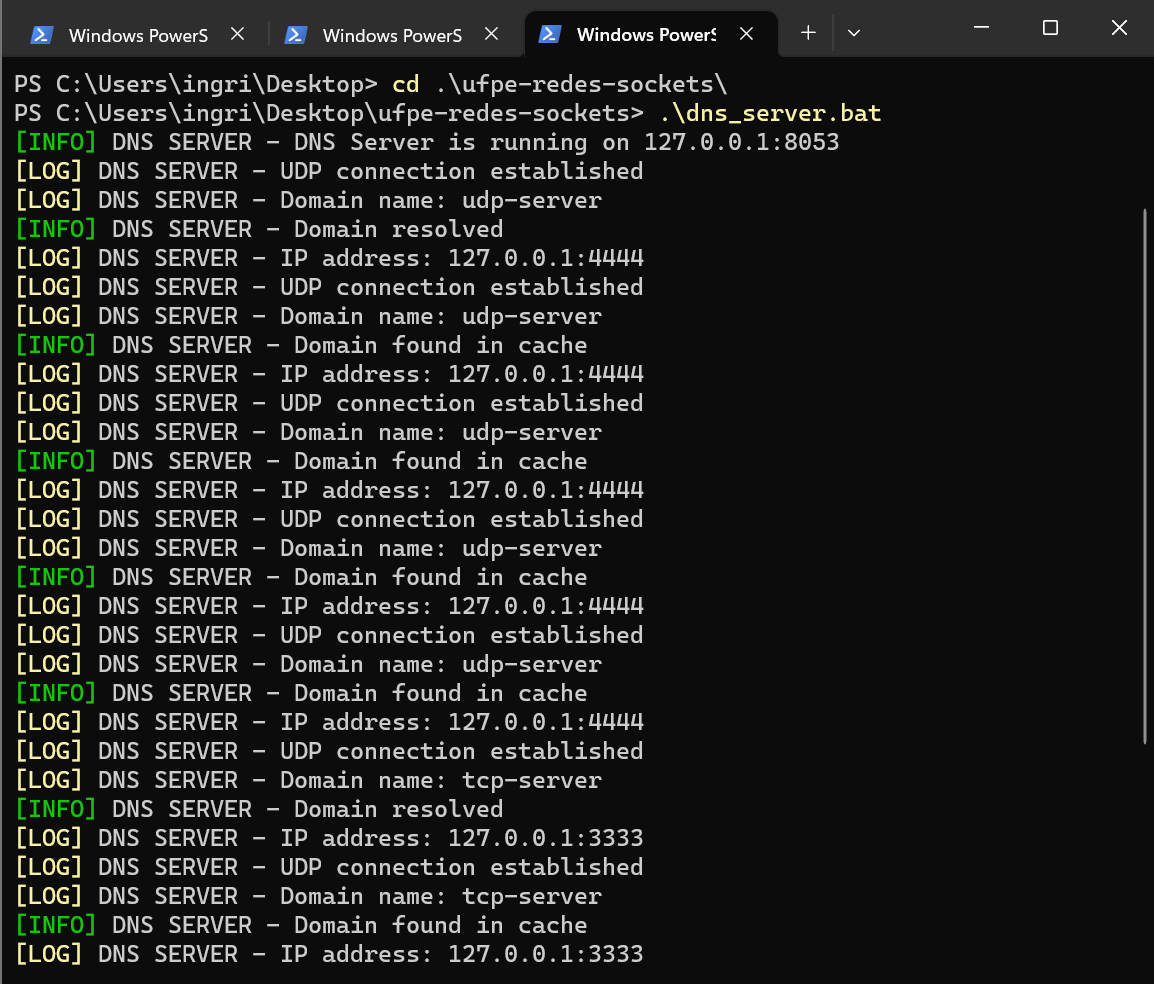 Windows PowerS
Windows PowerS
Windows PowerS
PS C:\Users\ingri\Desktop> cd .\ufpe-redes-sockets\
PS C:\Users\ingri\Desktop\ufpe-redes-sockets> .\dns_server.bat
[INFO] DNS SERVER - DNS Server is running on 127.0.0.1:8053
[LOG] DNS SERVER - UDP connection established
[LOG] DNS SERVER - Domain name: udp-server
[INFO] DNS SERVER - Domain resolved
[LOG] DNS SERVER - IP address: 127.0.0.1:4444
[LOG] DNS SERVER - UDP connection established
[LOG] DNS SERVER - Domain name: udp-server
[INFO] DNS SERVER - Domain found in cache
[LOG] DNS SERVER - IP address: 127.0.0.1:4444
[LOG] DNS SERVER - UDP connection established
[LOG] DNS SERVER - Domain name: udp-server
[INFO] DNS SERVER - Domain found in cache
[LOG] DNS SERVER - IP address: 127.0.0.1:4444
[LOG] DNS SERVER - UDP connection established
[LOG] DNS SERVER - Domain name: udp-server
[INFO] DNS SERVER - Domain found in cache
[LOG] DNS SERVER - IP address: 127.0.0.1:4444
[LOG] DNS SERVER - UDP connection established
[LOG] DNS SERVER - Domain name: udp-server
[INFO] DNS SERVER - Domain found in cache
[LOG] DNS SERVER - IP address: 127.0.0.1:4444
[LOG] DNS SERVER - UDP connection established
[LOG] DNS SERVER - Domain name: tcp-server
[INFO] DNS SERVER - Domain resolved
[LOG] DNS SERVER - IP address: 127.0.0.1:3333
[LOG] DNS SERVER - UDP connection established
[LOG] DNS SERVER - Domain name: tcp-server
[INFO] DNS SERVER - Domain found in cache
[LOG] DNS SERVER - IP address: 127.0.0.1:3333